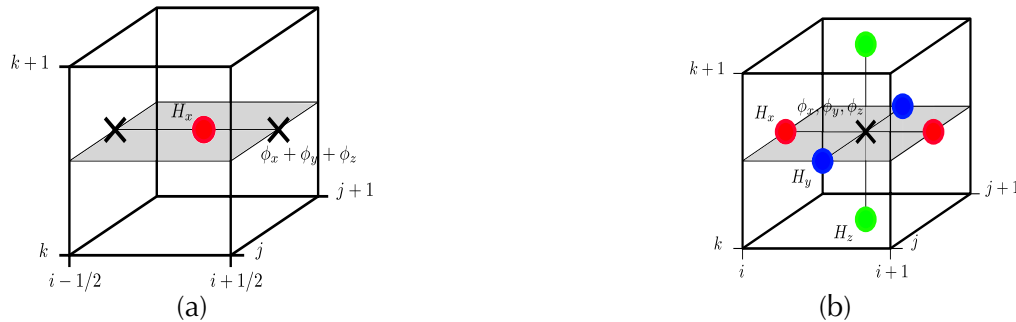 k + 1
H_x
ϕ_x + ϕ_y + ϕ_z
j + 1
k
j
i − 1/2
i + 1/2
(a)
k + 1
H_x
ϕ_x, ϕ_y, ϕ_z
H_y
j + 1
H_z
k
j
i
i + 1
(b)